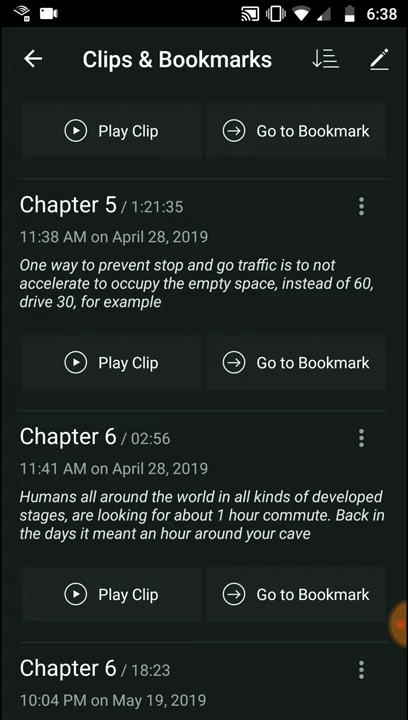 6:38
Clips & Bookmarks
Play Clip
Go to Bookmark
Chapter 5 / 1:21:35
11:38 AM on April 28, 2019
One way to prevent stop and go traffic is to not
accelerate to occupy the empty space, instead of 60,
drive 30, for example
Play Clip
Go to Bookmark
Chapter 6 / 02:56
11:41 AM on April 28, 2019
Humans all around the world in all kinds of developed
stages, are looking for about 1 hour commute. Back in
the days it meant an hour around your cave
Play Clip
Go to Bookmark
Chapter 6 / 18:23
10:04 PM on May 19, 2019